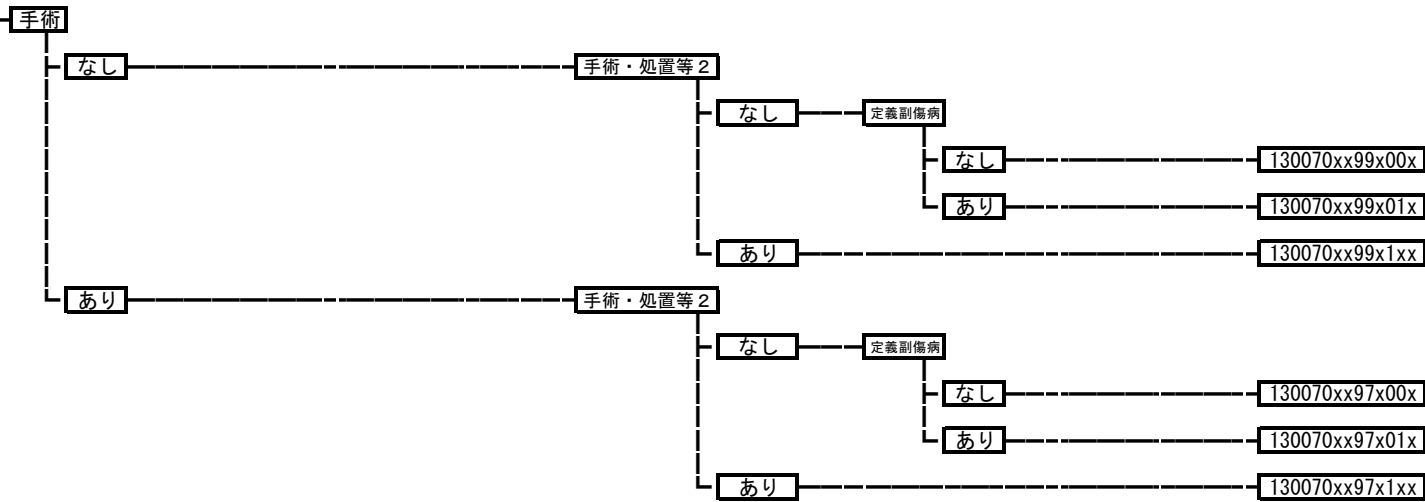 手術
なし 手術・処置等２
なし 定義副傷病
なし 130070xx99x00x
あり 130070xx99x01x
あり 130070xx99x1xx
あり 手術・処置等２
なし 定義副傷病
なし 130070xx97x00x
あり 130070xx97x01x
あり 130070xx97x1xx